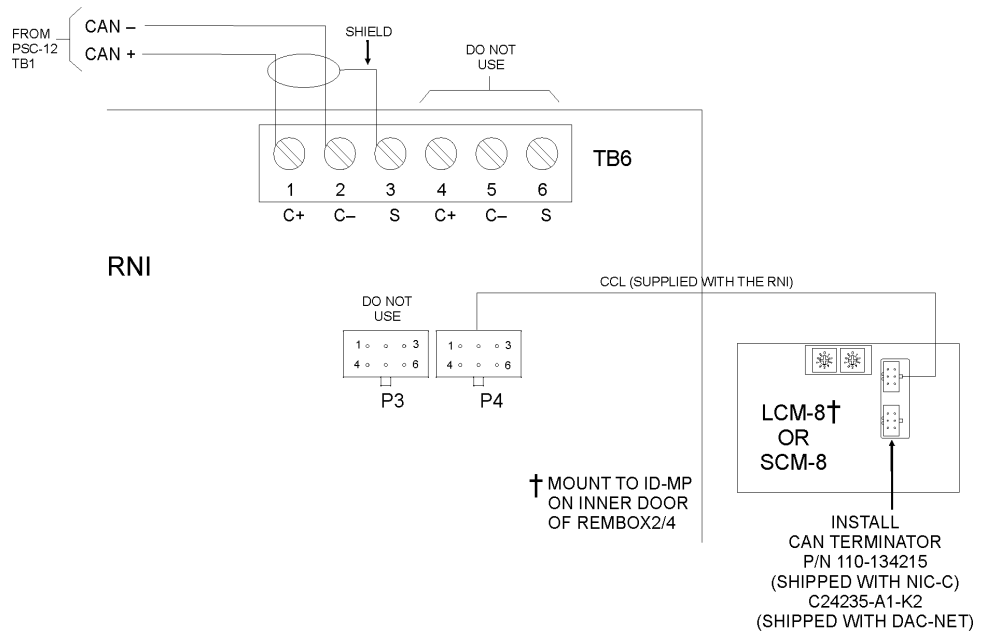 FROM
PSC-12
TB1
CAN –
CAN +
SHIELD
DO NOT
USE
TB6
1 2 3 4 5 6
C+ C– S C+ C– S
RNI
CCL (SUPPLIED WITH THE RNI)
DO NOT
USE
1 3
4 6
P3
1 3
4 6
P4
LCM-8†
OR
SCM-8
† MOUNT TO ID-MP
ON INNER DOOR
OF REMBOX2/4
INSTALL
CAN TERMINATOR
P/N 110-134215
(SHIPPED WITH NIC-C)
C24235-A1-K2
(SHIPPED WITH DAC-NET)